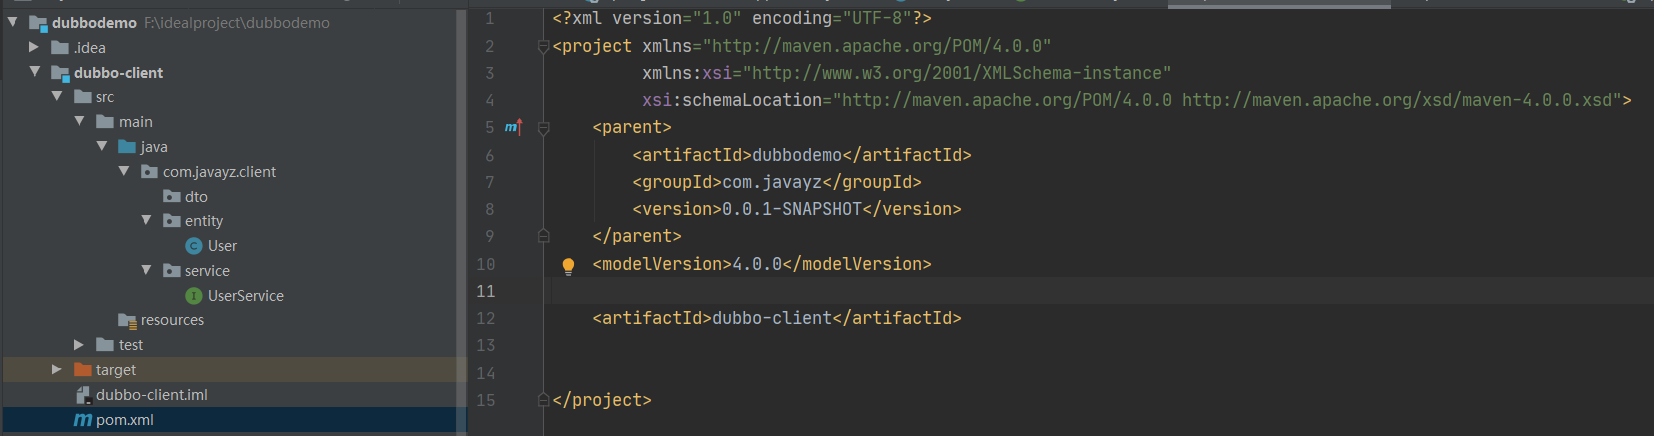 dubbodemo F:\idealproject\dubbodemo
.idea
dubbo-client
src
main
java
com.javayz.client
dto
entity
C User
service
I UserService
resources
test
target
dubbo-client.iml
m pom.xml
1 <?xml version="1.0" encoding="UTF-8"?>
2 <project xmlns="http://maven.apache.org/POM/4.0.0"
3 xmlns:xsi="http://www.w3.org/2001/XMLSchema-instance"
4 xsi:schemaLocation="http://maven.apache.org/POM/4.0.0 http://maven.apache.org/xsd/maven-4.0.0.xsd">
5 m <parent>
6 <artifactId>dubbodemo</artifactId>
7 <groupId>com.javayz</groupId>
8 <version>0.0.1-SNAPSHOT</version>
9 </parent>
10 <modelVersion>4.0.0</modelVersion>
11
12 <artifactId>dubbo-client</artifactId>
13
14
15 </project>